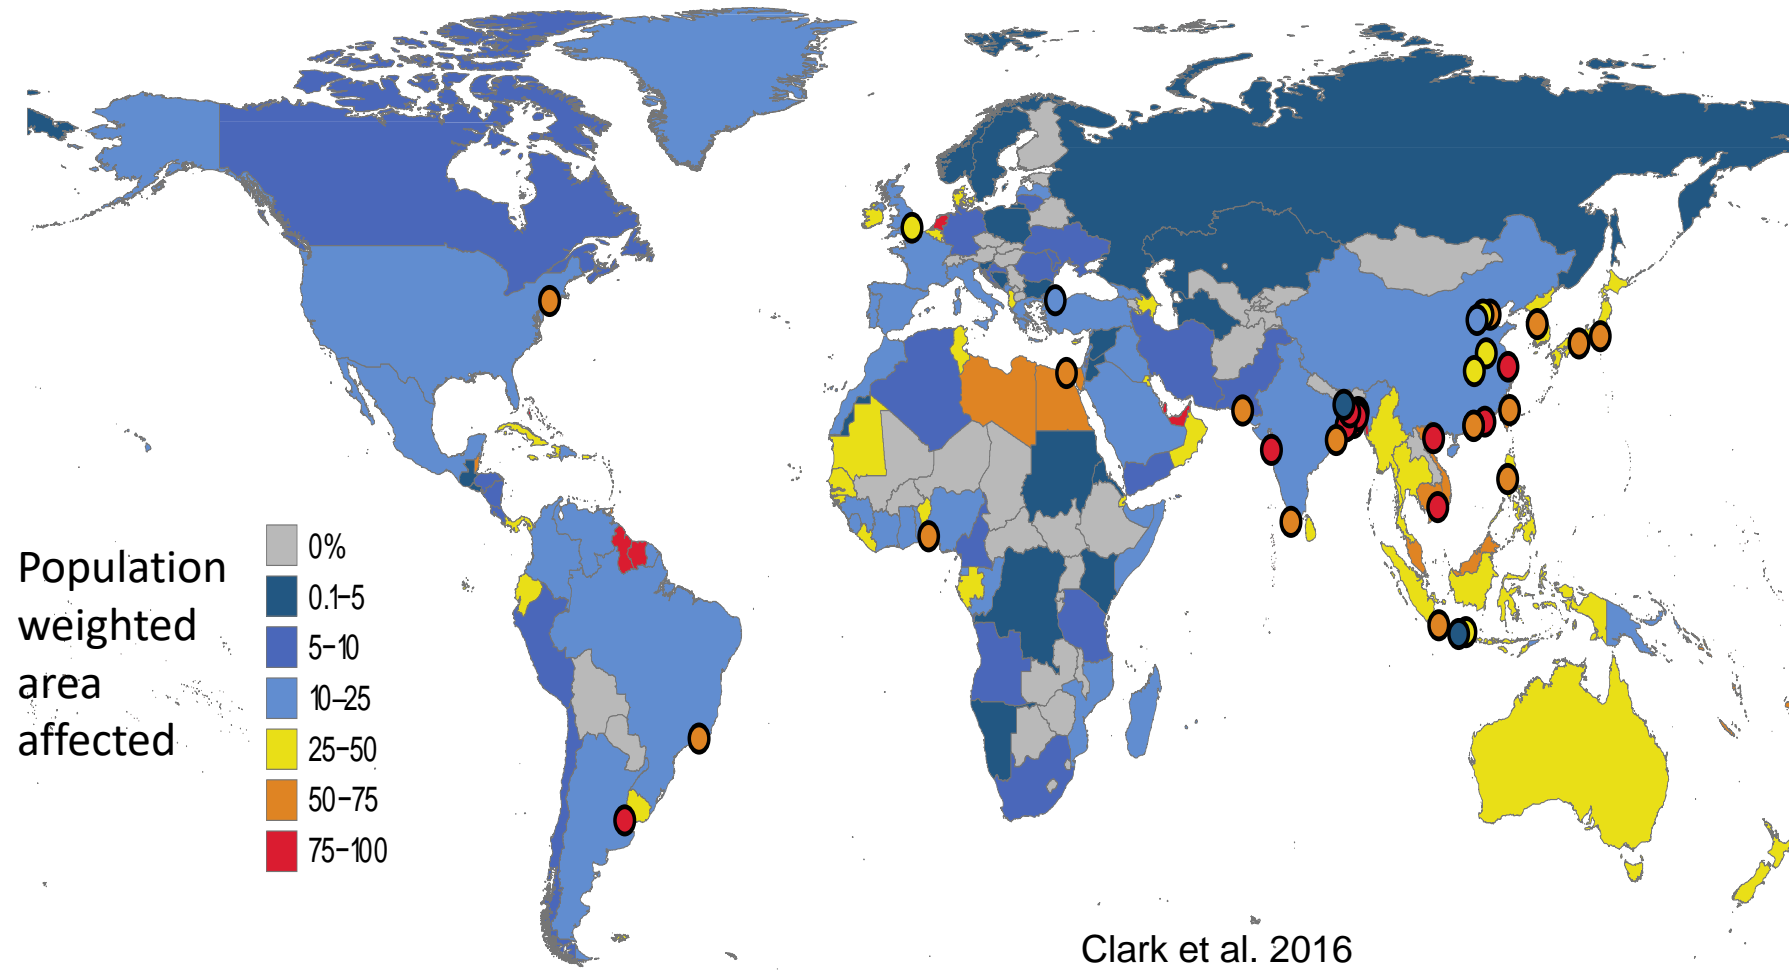 Population
weighted
area
affected
0%
0.1–5
5–10
10–25
25–50
50–75
75–100
Clark et al. 2016